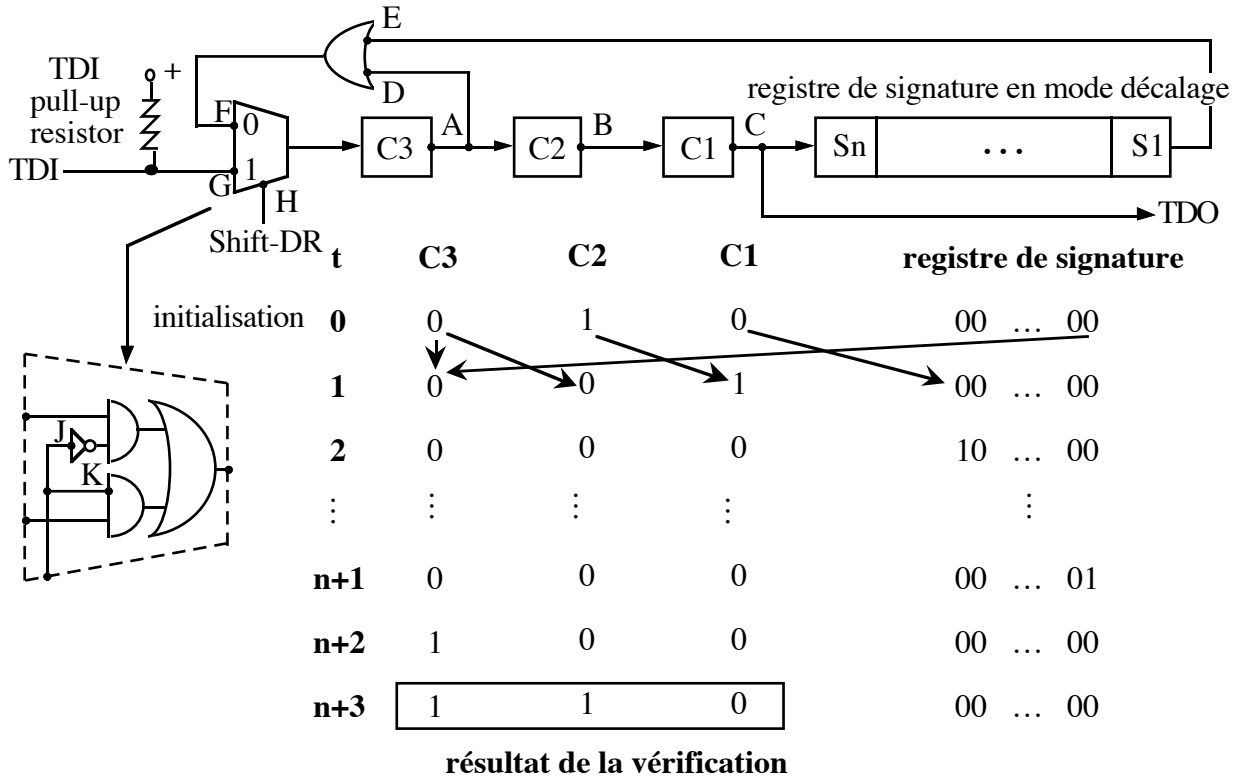 E
TDI
pull-up
resistor
+
D
registre de signature en mode décalage
F
0
A
B
C
C3
C2
C1
Sn
...
S1
TDI
1
G
H
TDO
Shift-DR
t C3 C2 C1 registre de signature
initialisation 0 0 1 0 00 ... 00
1 0 0 1 00 ... 00
J
2 0 0 0 10 ... 00
K
⋮ ⋮ ⋮ ⋮ ⋮
n+1 0 0 0 00 ... 01
n+2 1 0 0 00 ... 00
n+3 1 1 0 00 ... 00
résultat de la vérification